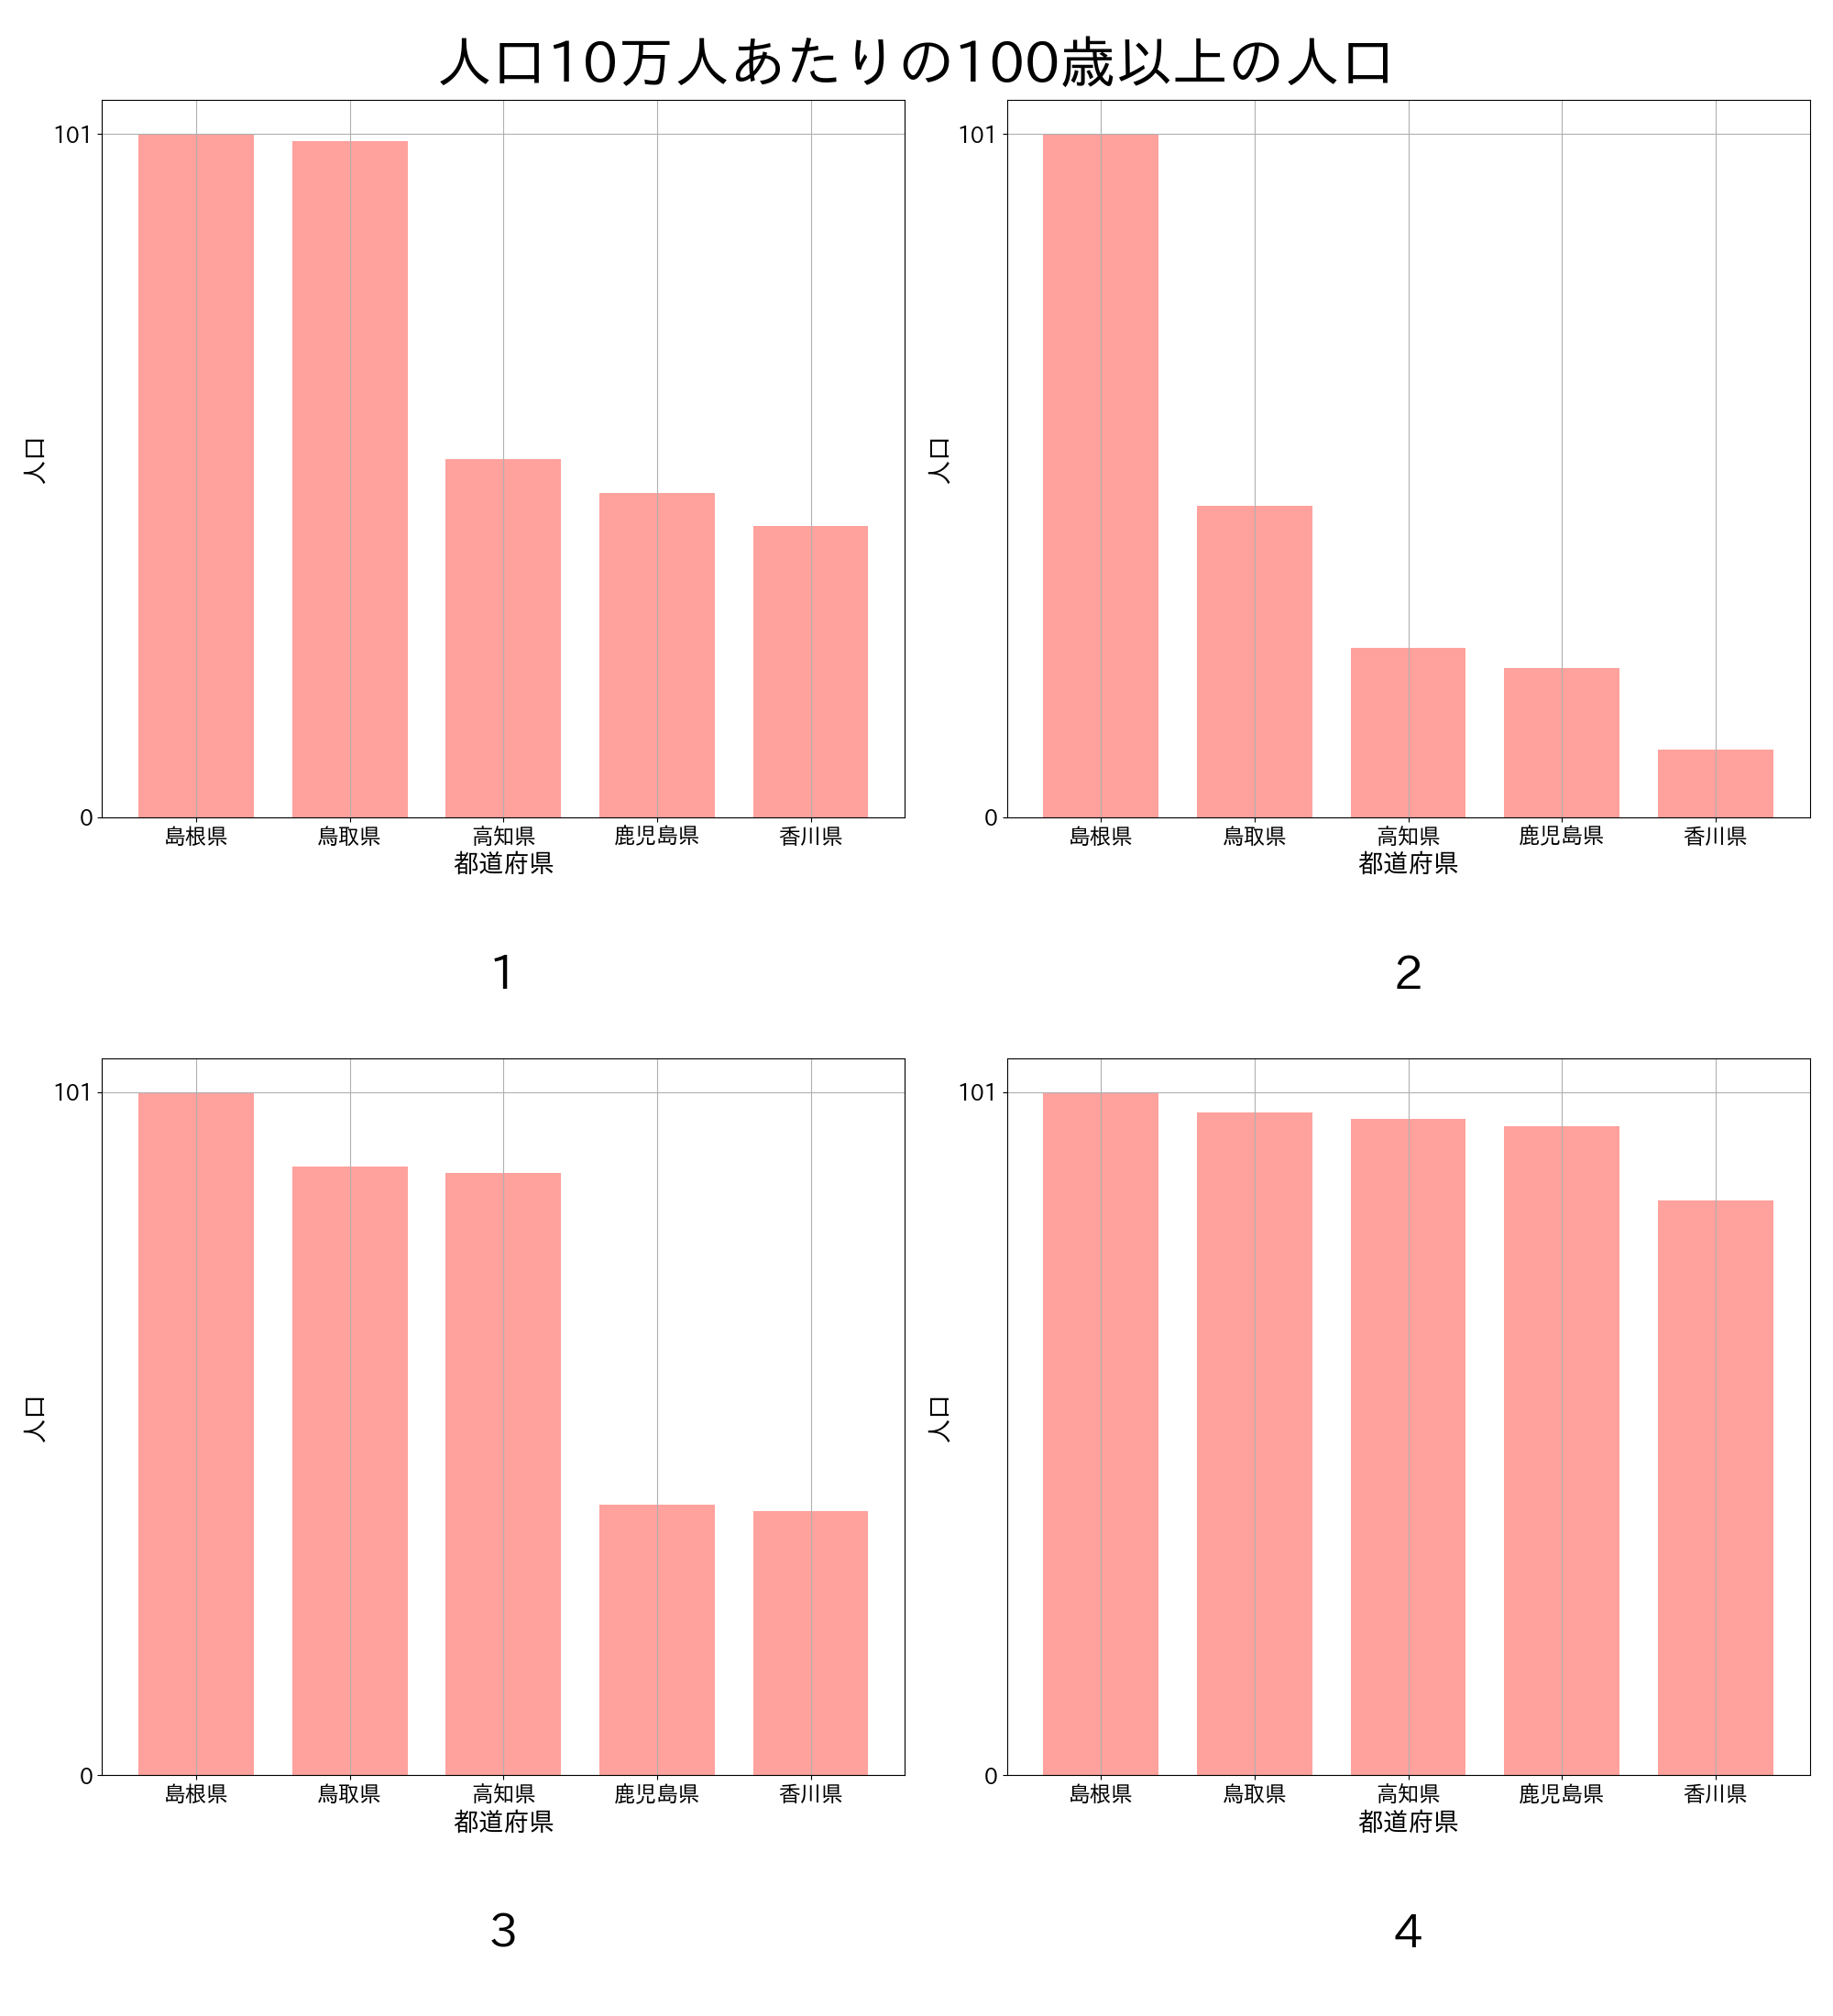 人口10万人あたりの100歳以上の人口
101
人口
0
島根県 鳥取県 高知県 鹿児島県 香川県
都道府県
1
101
人口
0
島根県 鳥取県 高知県 鹿児島県 香川県
都道府県
2
101
人口
0
島根県 鳥取県 高知県 鹿児島県 香川県
都道府県
3
101
人口
0
島根県 鳥取県 高知県 鹿児島県 香川県
都道府県
4